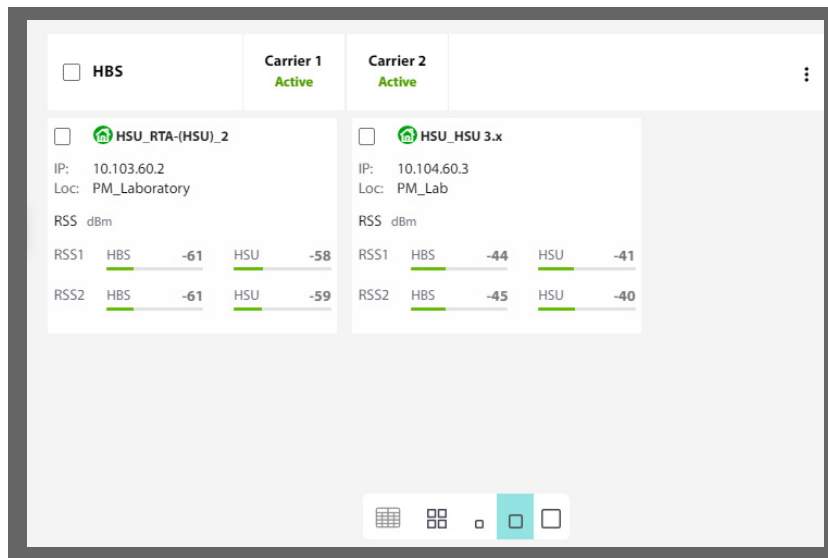 HBS
Carrier 1
Active
Carrier 2
Active
HSU_RTA-(HSU)_2
IP: 10.103.60.2
Loc: PM_Laboratory
RSS dBm
RSS1 HBS -61 HSU -58
RSS2 HBS -61 HSU -59
HSU_HSU 3.x
IP: 10.104.60.3
Loc: PM_Lab
RSS dBm
RSS1 HBS -44 HSU -41
RSS2 HBS -45 HSU -40